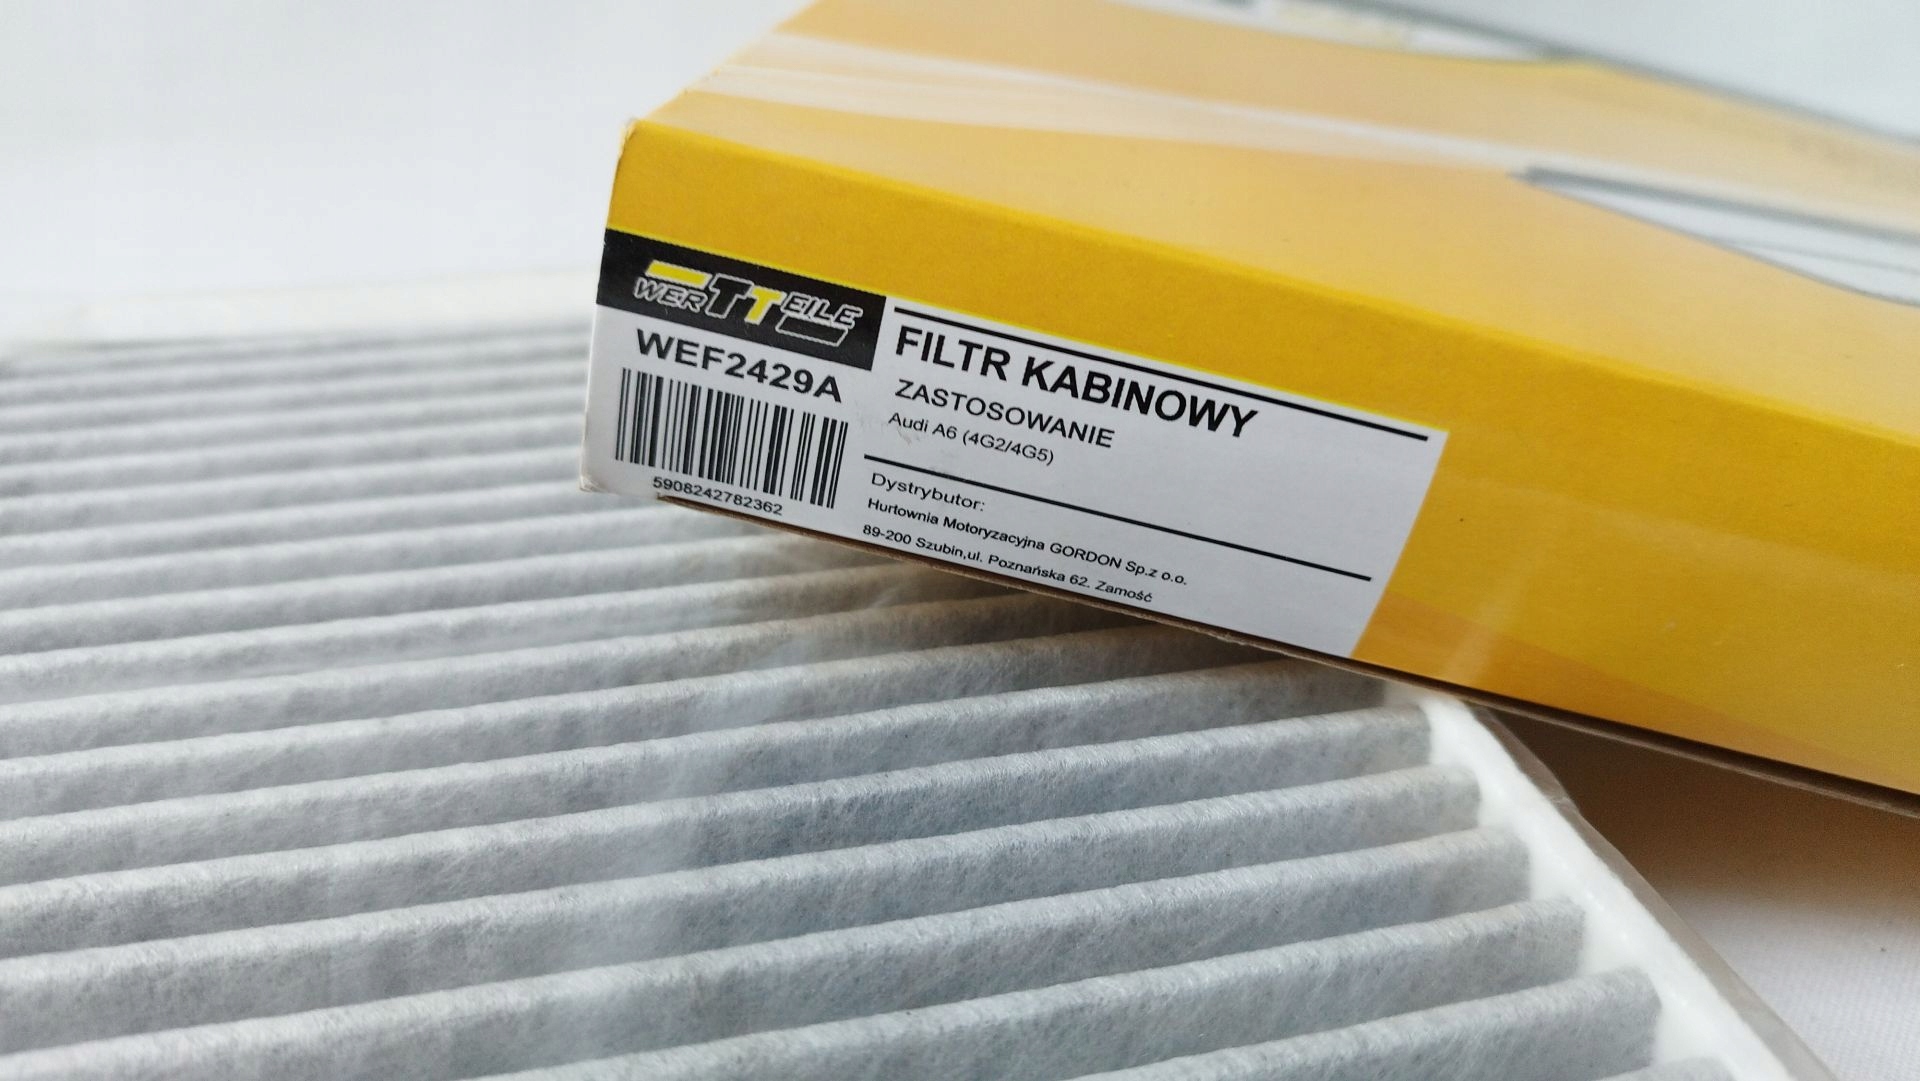 WERTTEILE
WEF2429A
5908242782362
FILTR KABINOWY
ZASTOSOWANIE
Audi A6 (4G2/4G5)
Dystrybutor:
Hurtownia Motoryzacyjna GORDON Sp.z o.o.
89-200 Szubin,ul. Poznańska 62. Zamość